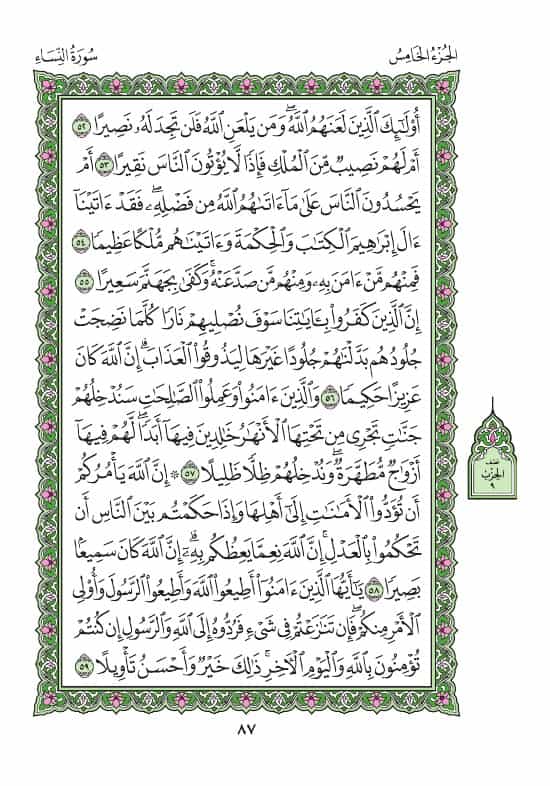 الجُزْءُ الخَامِسُ
سُورَةُ النِّسَاءِ
أُوْلَٰٓئِكَ ٱلَّذِينَ لَعَنَهُمُ ٱللَّهُۖ وَمَن يَلْعَنِ ٱللَّهُ فَلَن تَجِدَ لَهُۥ نَصِيرًا ٥٢
أَمْ لَهُمْ نَصِيبٌ مِّنَ ٱلْمُلْكِ فَإِذًا لَّا يُؤْتُونَ ٱلنَّاسَ نَقِيرًا ٥٣ أَمْ
يَحْسُدُونَ ٱلنَّاسَ عَلَىٰ مَآ ءَاتَىٰهُمُ ٱللَّهُ مِن فَضْلِهِۦۖ فَقَدْ ءَاتَيْنَآ
ءَالَ إِبْرَٰهِيمَ ٱلْكِتَٰبَ وَٱلْحِكْمَةَ وَءَاتَيْنَٰهُم مُّلْكًا عَظِيمًا ٥٤
فَمِنْهُم مَّنْ ءَامَنَ بِهِۦ وَمِنْهُم مَّن صَدَّ عَنْهُۚ وَكَفَىٰ بِجَهَنَّمَ سَعِيرًا ٥٥
إِنَّ ٱلَّذِينَ كَفَرُوا۟ بِـَٔايَٰتِنَا سَوْفَ نُصْلِيهِمْ نَارًا كُلَّمَا نَضِجَتْ
جُلُودُهُم بَدَّلْنَٰهُمْ جُلُودًا غَيْرَهَا لِيَذُوقُوا۟ ٱلْعَذَابَۗ إِنَّ ٱللَّهَ كَانَ
عَزِيزًا حَكِيمًا ٥٦ وَٱلَّذِينَ ءَامَنُوا۟ وَعَمِلُوا۟ ٱلصَّٰلِحَٰتِ سَنُدْخِلُهُمْ
جَنَّٰتٍ تَجْرِى مِن تَحْتِهَا ٱلْأَنْهَٰرُ خَٰلِدِينَ فِيهَآ أَبَدًاۖ لَّهُمْ فِيهَآ
أَزْوَٰجٌ مُّطَهَّرَةٌۖ وَنُدْخِلُهُمْ ظِلًّا ظَلِيلًا ٥٧ ۞ إِنَّ ٱللَّهَ يَأْمُرُكُمْ
أَن تُؤَدُّوا۟ ٱلْأَمَٰنَٰتِ إِلَىٰٓ أَهْلِهَا وَإِذَا حَكَمْتُم بَيْنَ ٱلنَّاسِ أَن
تَحْكُمُوا۟ بِٱلْعَدْلِۚ إِنَّ ٱللَّهَ نِعِمَّا يَعِظُكُم بِهِۦٓۗ إِنَّ ٱللَّهَ كَانَ سَمِيعًۢا
بَصِيرًا ٥٨ يَٰٓأَيُّهَا ٱلَّذِينَ ءَامَنُوٓا۟ أَطِيعُوا۟ ٱللَّهَ وَأَطِيعُوا۟ ٱلرَّسُولَ وَأُو۟لِى
ٱلْأَمْرِ مِنكُمْۖ فَإِن تَنَٰزَعْتُمْ فِى شَىْءٍ فَرُدُّوهُ إِلَى ٱللَّهِ وَٱلرَّسُولِ إِن كُنتُمْ
تُؤْمِنُونَ بِٱللَّهِ وَٱلْيَوْمِ ٱلْـَٔاخِرِۚ ذَٰلِكَ خَيْرٌ وَأَحْسَنُ تَأْوِيلًا ٥٩
نصف
الحزب
٩
٨٧